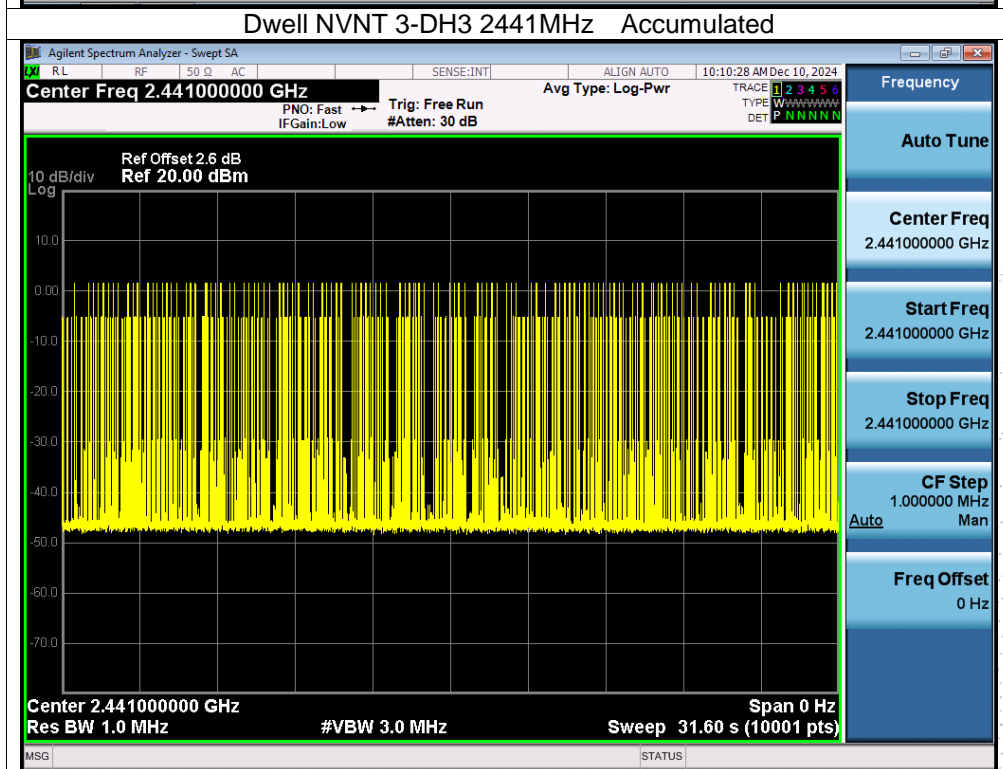 Dwell NVNT 3-DH3 2441MHz Accumulated
Agilent Spectrum Analyzer - Swept SA
LXI RL RF 50 Ω AC SENSE:INT ALIGN AUTO 10:10:28 AM Dec 10, 2024
Center Freq 2.441000000 GHz
PNO: Fast
IFGain:Low
Trig: Free Run
#Atten: 30 dB
Avg Type: Log-Pwr
TRACE 1 2 3 4 5 6
TYPE WWWWWWW
DET P N N N N N
Frequency
Auto Tune
Center Freq
2.441000000 GHz
Start Freq
2.441000000 GHz
Stop Freq
2.441000000 GHz
CF Step
1.000000 MHz
Auto Man
Freq Offset
0 Hz
Ref Offset 2.6 dB
10 dB/div Ref 20.00 dBm
Log
10.0
0.00
-10.0
-20.0
-30.0
-40.0
-50.0
-60.0
-70.0
Center 2.441000000 GHz Span 0 Hz
Res BW 1.0 MHz #VBW 3.0 MHz Sweep 31.60 s (10001 pts)
MSG STATUS